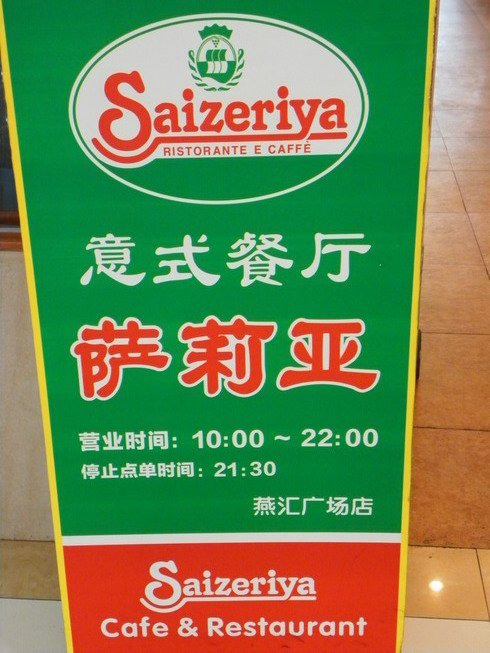 Saizeriya
RISTORANTE E CAFFÈ
意式餐厅
萨莉亚
营业时间：10:00 ~ 22:00
停止点单时间：21:30
燕汇广场店
Saizeriya
Cafe & Restaurant